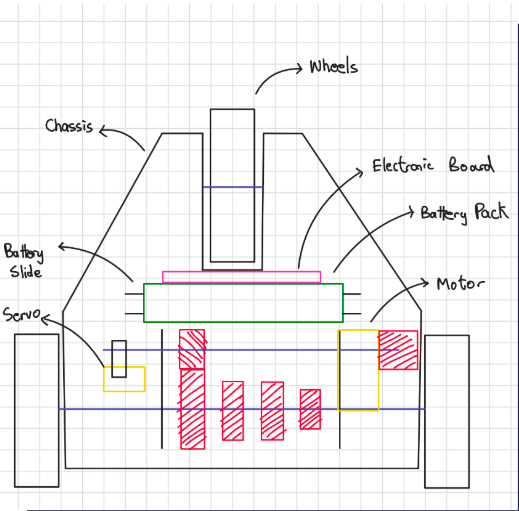 Wheels
Chassis
Electronic Board
Battery Pack
Battery
Slide
Motor
Servo